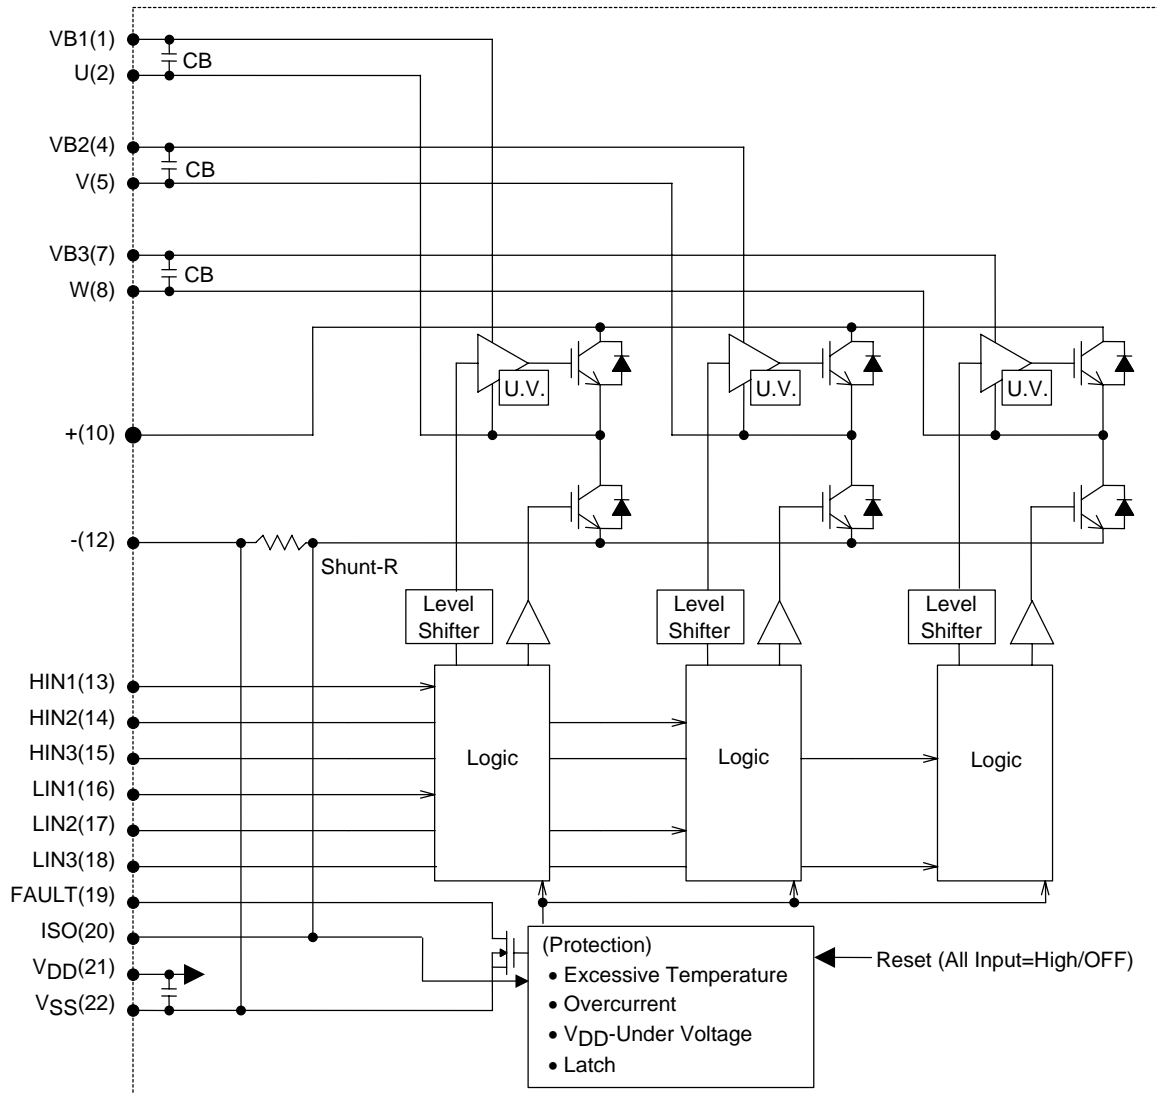 VB1(1)
CB
U(2)
VB2(4)
CB
V(5)
VB3(7)
CB
W(8)
U.V.
U.V.
U.V.
+(10)
-(12)
Shunt-R
Level
Shifter
Level
Shifter
Level
Shifter
HIN1(13)
HIN2(14)
HIN3(15)
LIN1(16)
LIN2(17)
LIN3(18)
Logic
Logic
Logic
FAULT(19)
ISO(20)
VDD(21)
VSS(22)
(Protection)
• Excessive Temperature
• Overcurrent
• VDD-Under Voltage
• Latch
Reset (All Input=High/OFF)